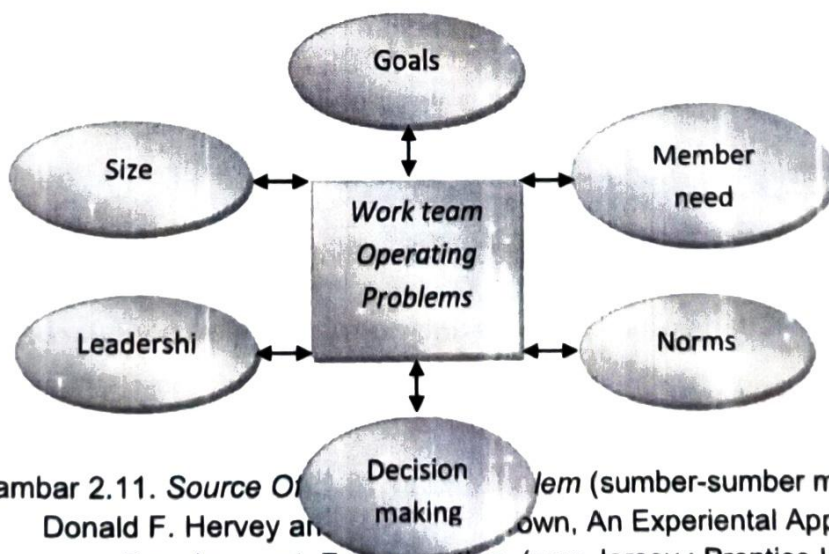 Goals
Size
Member
need
Work team
Operating
Problems
Leadershi
Norms
Decision
making
ambar 2.11. Source Of lem (sumber-sumber m
Donald F. Hervey an own, An Experiental App